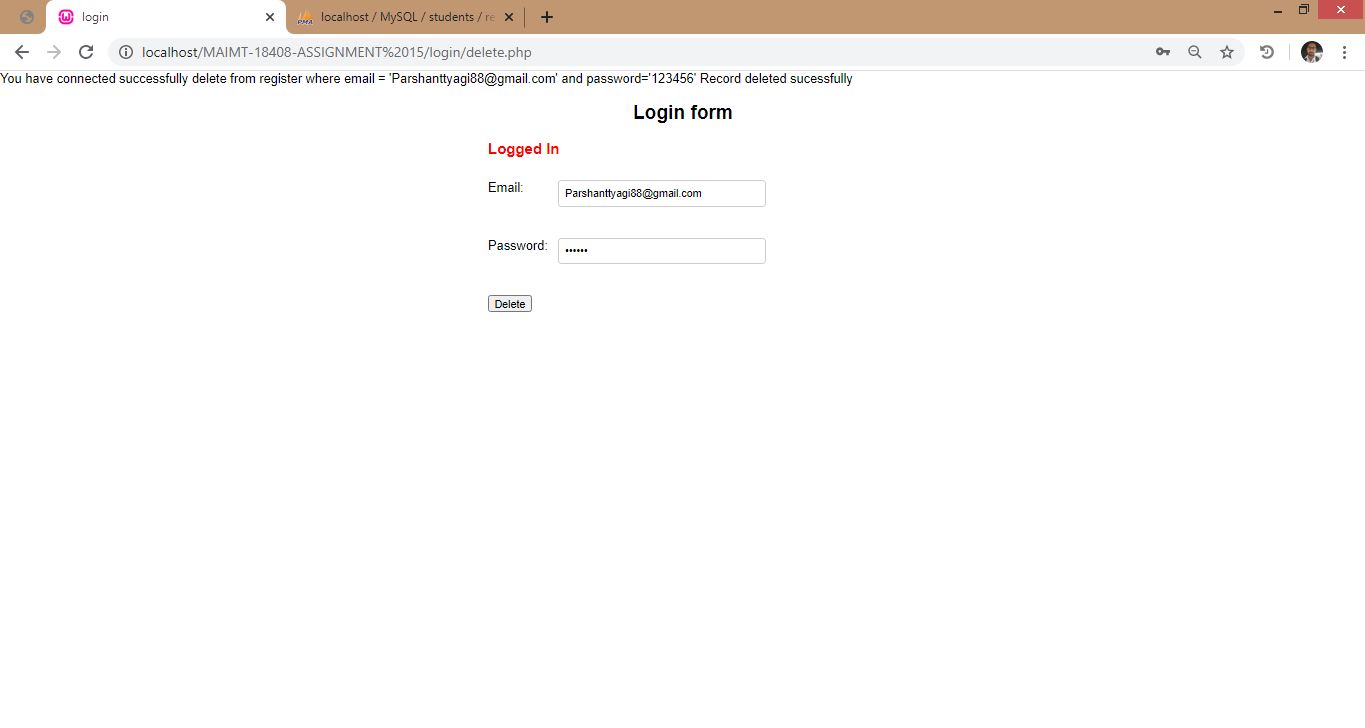 login
localhost / MySQL / students / re
localhost/MAIMT-18408-ASSIGNMENT%2015/login/delete.php
You have connected successfully delete from register where email = 'Parshanttyagi88@gmail.com' and password='123456' Record deleted sucessfully
Login form
Logged In
Email: Parshanttyagi88@gmail.com
Password: ••••••
Delete